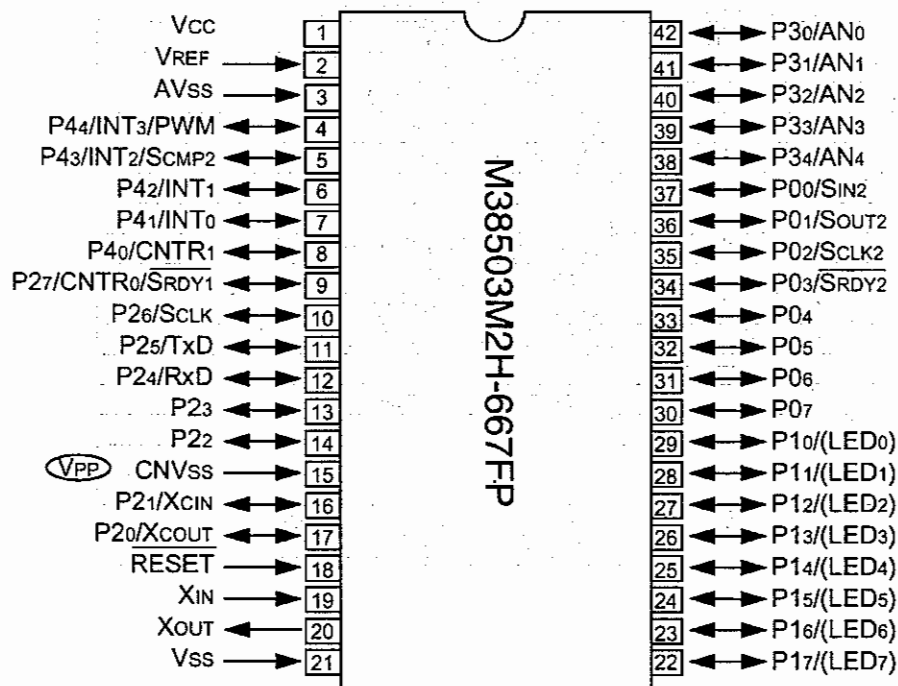 Vcc 1 42 P30/AN0
VREF 2 41 P31/AN1
AVss 3 40 P32/AN2
P44/INT3/PWM 4 39 P33/AN3
P43/INT2/SCMP2 5 38 P34/AN4
P42/INT1 6 37 P00/SIN2
P41/INT0 7 36 P01/SOUT2
P40/CNTR1 8 35 P02/SCLK2
P27/CNTR0/SRDY1 9 34 P03/SRDY2
P26/SCLK 10 33 P04
P25/TxD 11 32 P05
P24/RxD 12 31 P06
P23 13 30 P07
P22 14 29 P10/(LED0)
VPP CNVss 15 28 P11/(LED1)
P21/XCIN 16 27 P12/(LED2)
P20/XCOUT 17 26 P13/(LED3)
RESET 18 25 P14/(LED4)
XIN 19 24 P15/(LED5)
XOUT 20 23 P16/(LED6)
Vss 21 22 P17/(LED7)
M38503M2H-667FP